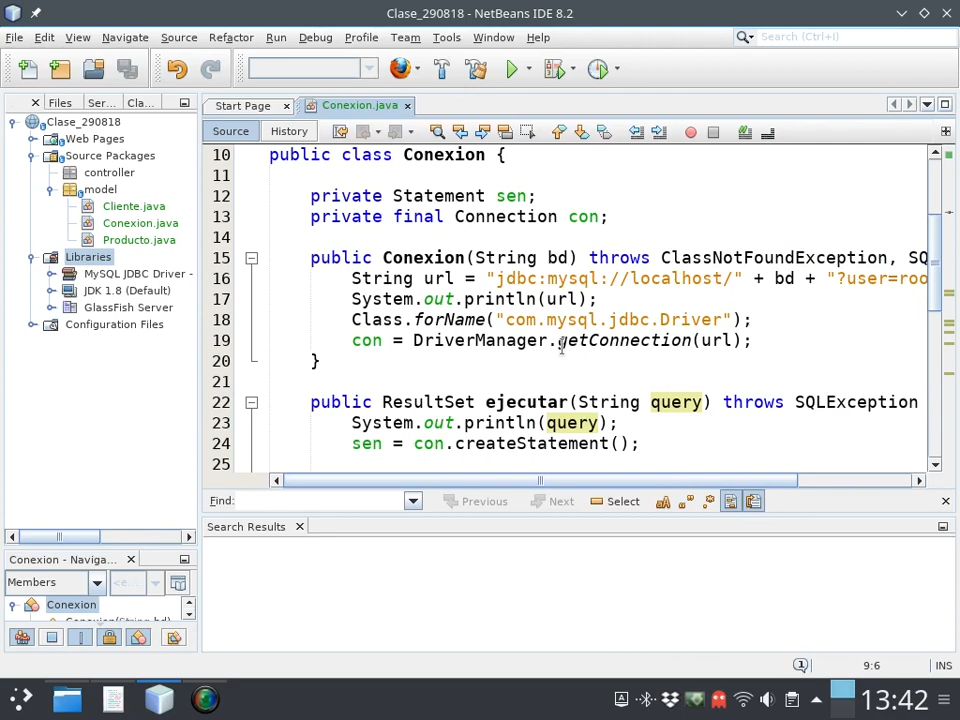 Clase_290818 - NetBeans IDE 8.2
File Edit View Navigate Source Refactor Run Debug Profile Team Tools Window Help
Search (Ctrl+I)
Files Ser... Cla...
Start Page Conexion.java
Source History
Clase_290818
Web Pages
Source Packages
controller
model
Cliente.java
Conexion.java
Producto.java
Libraries
MySQL JDBC Driver -
JDK 1.8 (Default)
GlassFish Server
Configuration Files
10 public class Conexion {
11
12 private Statement sen;
13 private final Connection con;
14
15 public Conexion(String bd) throws ClassNotFoundException, SQ
16 String url = "jdbc:mysql://localhost/" + bd + "?user=roo
17 System.out.println(url);
18 Class.forName("com.mysql.jdbc.Driver");
19 con = DriverManager.getConnection(url);
20 }
21
22 public ResultSet ejecutar(String query) throws SQLException
23 System.out.println(query);
24 sen = con.createStatement();
25
Find: Previous Next Select
Search Results
Conexion - Naviga...
Members <e...
Conexion
Conexion(String bd)
1 9:6 INS
13:42